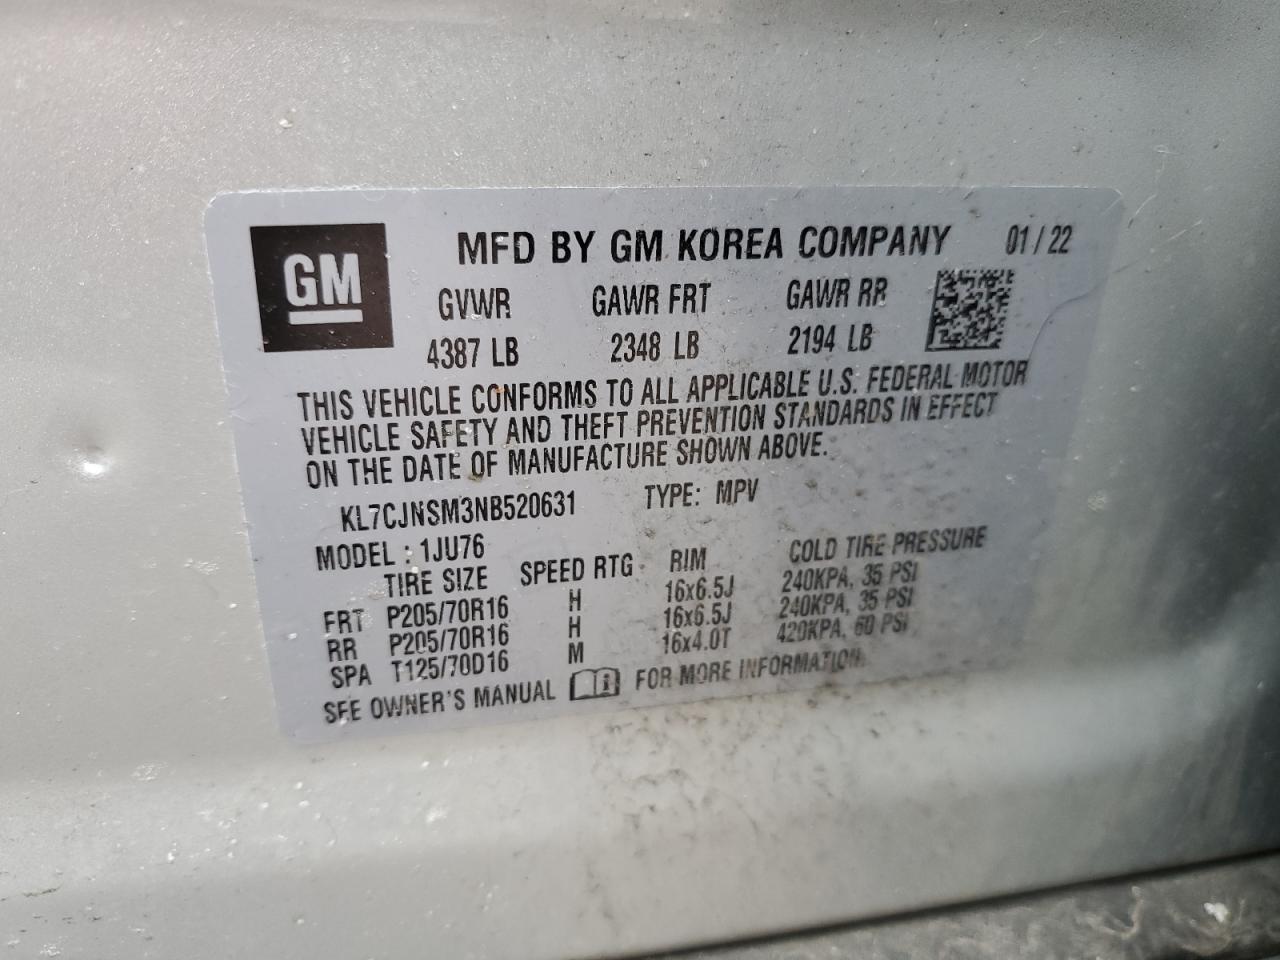 GM
MFD BY GM KOREA COMPANY 01/22
GVWR GAWR FRT GAWR RR
4387 LB 2348 LB 2194 LB
THIS VEHICLE CONFORMS TO ALL APPLICABLE U.S. FEDERAL MOTOR
VEHICLE SAFETY AND THEFT PREVENTION STANDARDS IN EFFECT
ON THE DATE OF MANUFACTURE SHOWN ABOVE.
KL7CJNSM3NB520631 TYPE: MPV
MODEL: 1JU76
TIRE SIZE SPEED RTG RIM COLD TIRE PRESSURE
FRT P205/70R16 H 16x6.5J 240KPA, 35 PSI
RR P205/70R16 H 16x6.5J 240KPA, 35 PSI
SPA T125/70D16 M 16x4.0T 420KPA, 60 PSI
SEE OWNER'S MANUAL FOR MORE INFORMATION.